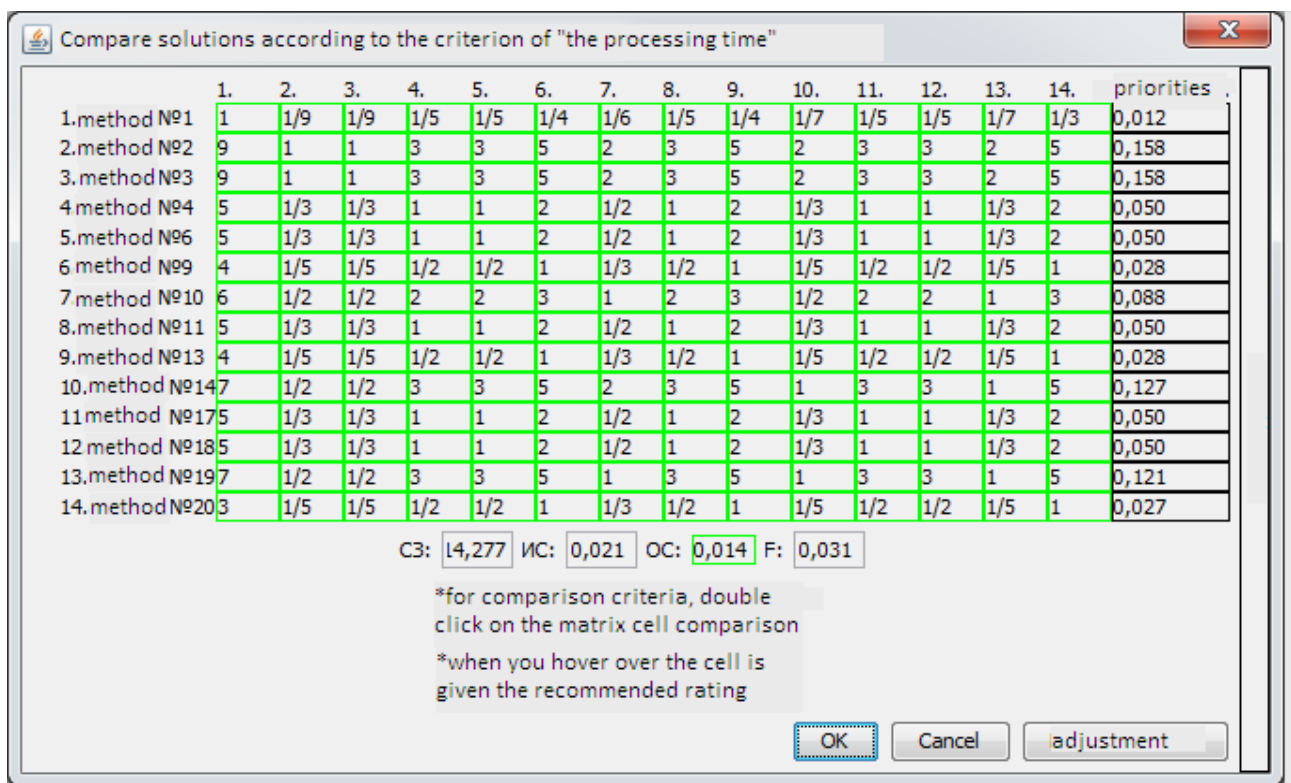 Compare solutions according to the criterion of "the processing time"
1. 2. 3. 4. 5. 6. 7. 8. 9. 10. 11. 12. 13. 14. priorities .
1.method №1 1 1/9 1/9 1/5 1/5 1/4 1/6 1/5 1/4 1/7 1/5 1/5 1/7 1/3 0,012
2.method №2 9 1 1 3 3 5 2 3 5 2 3 3 2 5 0,158
3.method №3 9 1 1 3 3 5 2 3 5 2 3 3 2 5 0,158
4.method №4 5 1/3 1/3 1 1 2 1/2 1 2 1/3 1 1 1/3 2 0,050
5.method №6 5 1/3 1/3 1 1 2 1/2 1 2 1/3 1 1 1/3 2 0,050
6.method №9 4 1/5 1/5 1/2 1/2 1 1/3 1/2 1 1/5 1/2 1/2 1/5 1 0,028
7.method №10 6 1/2 1/2 2 2 3 1 2 3 1/2 2 2 1 3 0,088
8.method №11 5 1/3 1/3 1 1 2 1/2 1 2 1/3 1 1 1/3 2 0,050
9.method №13 4 1/5 1/5 1/2 1/2 1 1/3 1/2 1 1/5 1/2 1/2 1/5 1 0,028
10.method №14 7 1/2 1/2 3 3 5 2 3 5 1 3 3 1 5 0,127
11method №17 5 1/3 1/3 1 1 2 1/2 1 2 1/3 1 1 1/3 2 0,050
12.method №18 5 1/3 1/3 1 1 2 1/2 1 2 1/3 1 1 1/3 2 0,050
13.method №19 7 1/2 1/2 3 3 5 1 3 5 1 3 3 1 5 0,121
14.method №20 3 1/5 1/5 1/2 1/2 1 1/3 1/2 1 1/5 1/2 1/2 1/5 1 0,027
СЗ: 14,277 ИС: 0,021 ОС: 0,014 F: 0,031
*for comparison criteria, double
click on the matrix cell comparison
*when you hover over the cell is
given the recommended rating
OK Cancel adjustment